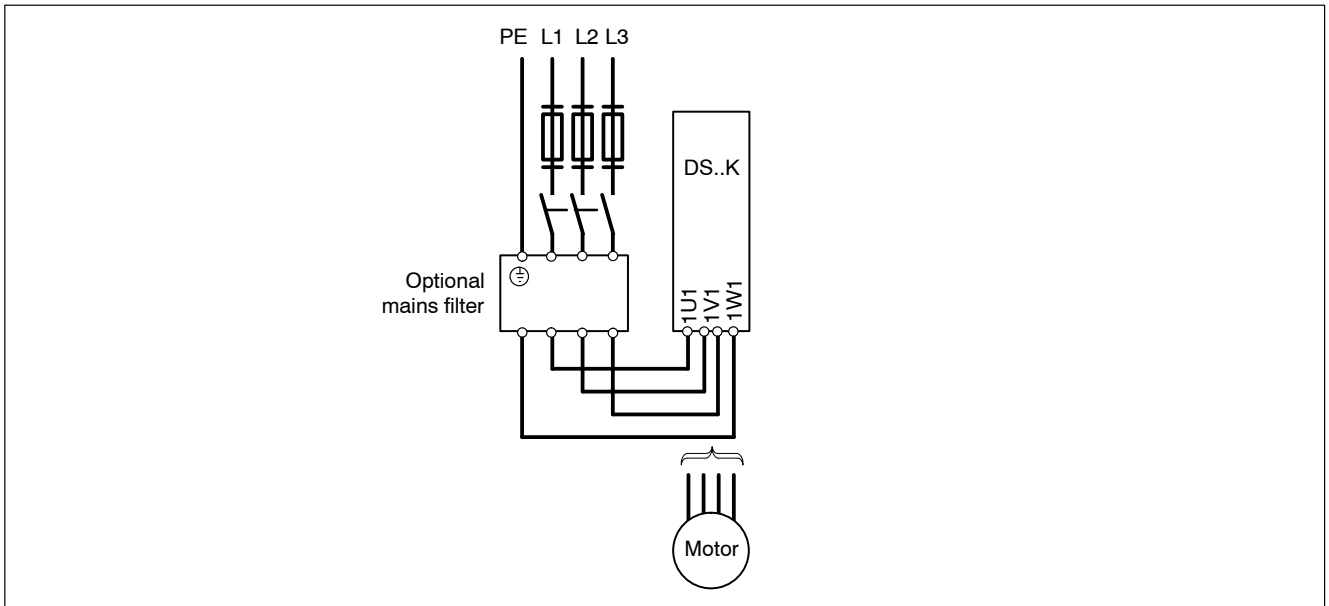 PE L1 L2 L3
DS..K
Optional
mains filter
1U1
1V1
1W1
Motor